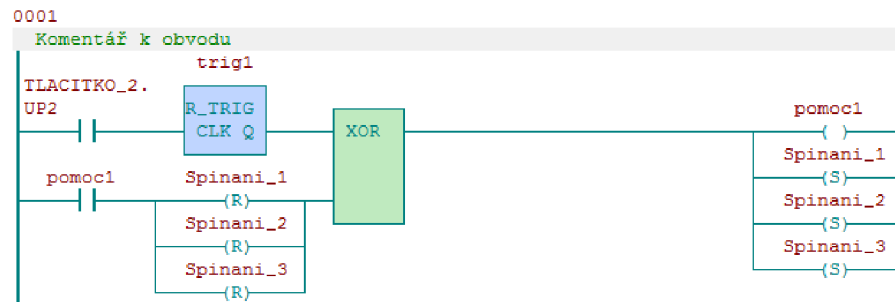 0001
Komentář k obvodu
trig1
TLACITKO_2.
UP2
R_TRIG
CLK Q
XOR
pomoc1
( )
Spinani_1
(S)
Spinani_2
(S)
Spinani_3
(S)
pomoc1
Spinani_1
(R)
Spinani_2
(R)
Spinani_3
(R)